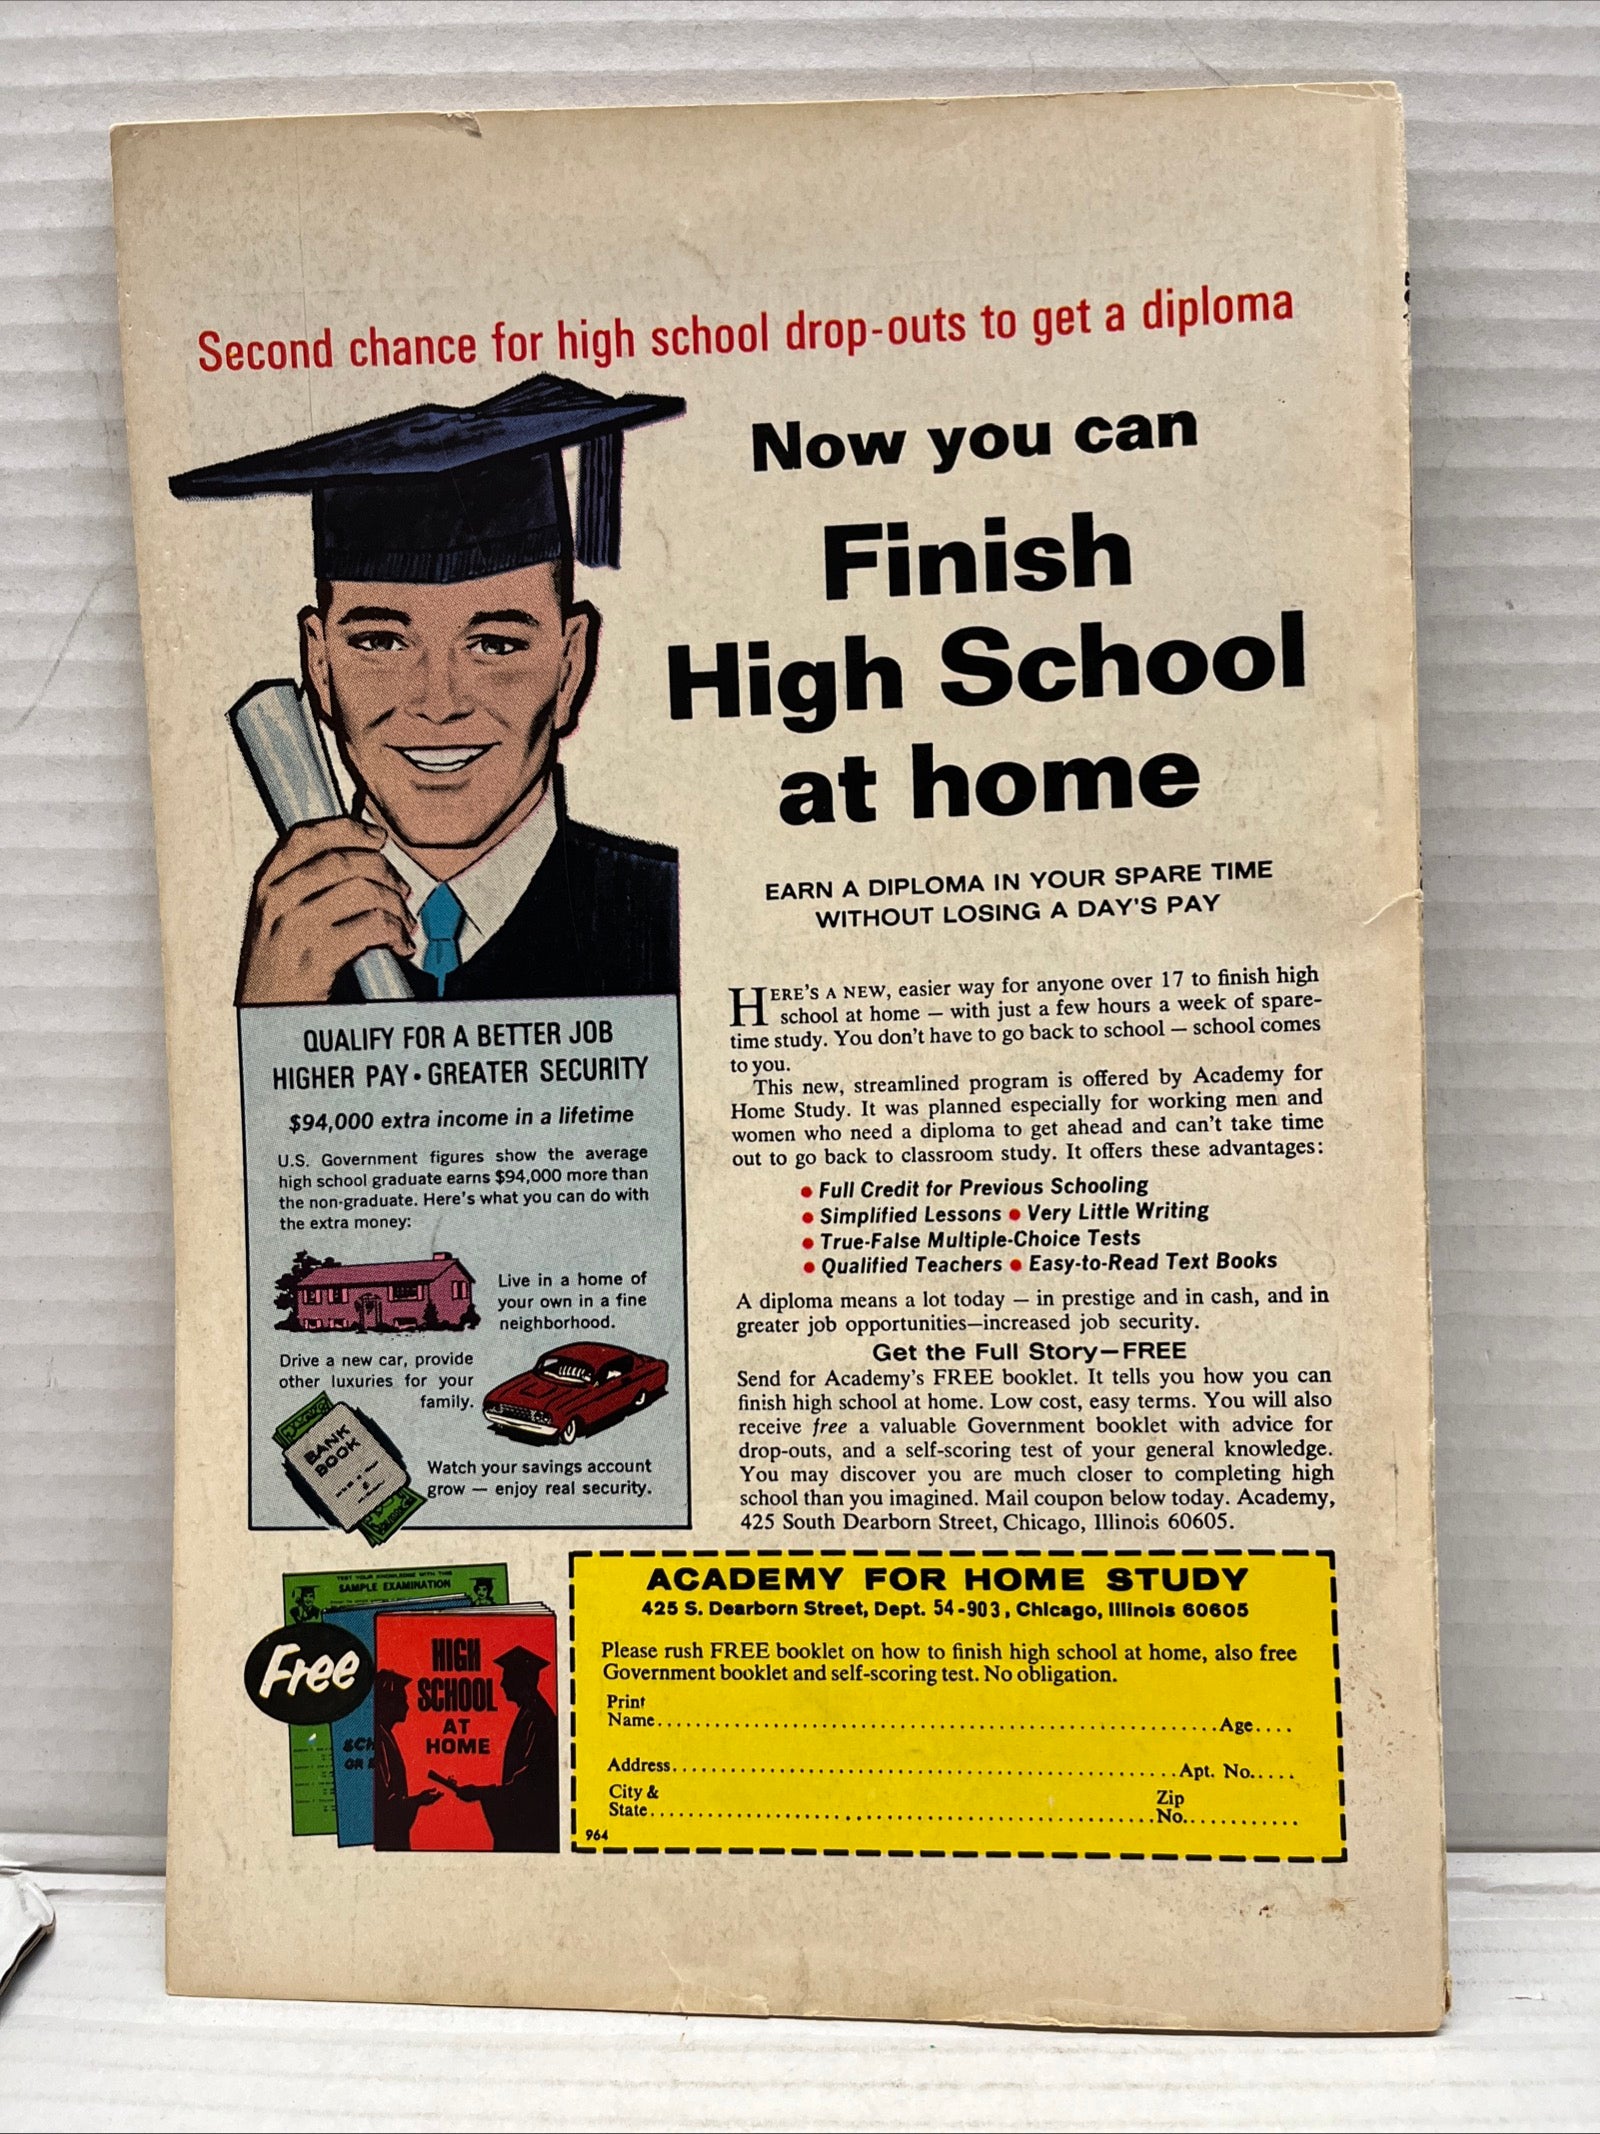 Second chance for high school drop-outs to get a diploma
Now you can
Finish
High School
at home
EARN A DIPLOMA IN YOUR SPARE TIME
WITHOUT LOSING A DAY'S PAY
HERE'S A NEW, easier way for anyone over 17 to finish high
school at home — with just a few hours a week of spare-
time study. You don't have to go back to school — school comes
to you.
This new, streamlined program is offered by Academy for
Home Study. It was planned especially for working men and
women who need a diploma to get ahead and can't take time
out to go back to classroom study. It offers these advantages:
• Full Credit for Previous Schooling
• Simplified Lessons • Very Little Writing
• True-False Multiple-Choice Tests
• Qualified Teachers • Easy-to-Read Text Books
A diploma means a lot today — in prestige and in cash, and in
greater job opportunities—increased job security.
Get the Full Story—FREE
Send for Academy's FREE booklet. It tells you how you can
finish high school at home. Low cost, easy terms. You will also
receive free a valuable Government booklet with advice for
drop-outs, and a self-scoring test of your general knowledge.
You may discover you are much closer to completing high
school than you imagined. Mail coupon below today. Academy,
425 South Dearborn Street, Chicago, Illinois 60605.
QUALIFY FOR A BETTER JOB
HIGHER PAY • GREATER SECURITY
$94,000 extra income in a lifetime
U.S. Government figures show the average
high school graduate earns $94,000 more than
the non-graduate. Here's what you can do with
the extra money:
Live in a home of
your own in a fine
neighborhood.
Drive a new car, provide
other luxuries for your
family.
BANK
BOOK
Watch your savings account
grow — enjoy real security.
TEST YOUR KNOWLEDGE WITH THIS
SAMPLE EXAMINATION
Free
HIGH
SCHOOL
AT
HOME
SCH
OR
ACADEMY FOR HOME STUDY
425 S. Dearborn Street, Dept. 54-903, Chicago, Illinois 60605
Please rush FREE booklet on how to finish high school at home, also free
Government booklet and self-scoring test. No obligation.
Print
Name.....Age....
Address.....Apt. No.....
City &
State.....Zip No.....
964